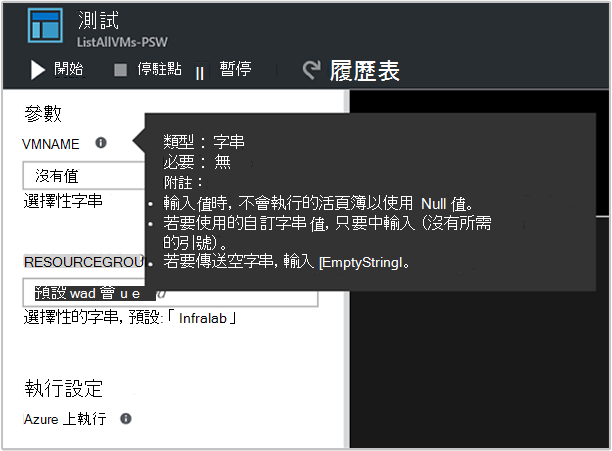 測試
ListAllVMs-PSW
開始 停駐點 || 暫停 履歷表
參數
VMNAME
沒有值
選擇性字串
類型：字串
必要：無
附註：
• 輸入值時, 不會執行的活頁簿以使用 Null 值。
• 若要使用的自訂字串值, 只要中輸入 (沒有所需
的引號)。
• 若要傳送空字串, 輸入 [EmptyStringl。
RESOURCEGROU
預設 wad 會 u e
選擇性的字串, 預設:「Infralab」
執行設定
Azure 上執行